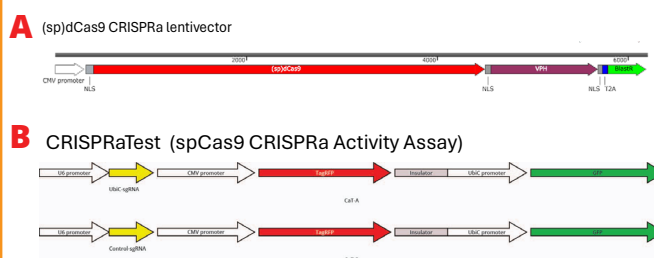 A (sp)dCas9 CRISPRa lentivector
2000 4000 6000
CMV promoter (sp)dCas9 VPH BlastR
NLS NLS NLS T2A
B CRISPRaTest (spCas9 CRISPRa Activity Assay)
U6 promoter CMV promoter TagRFP Insulator UbiC promoter GFP
UbiC-sgRNA
CaT-A
U6 promoter CMV promoter TagRFP Insulator UbiC promoter GFP
Control-sgRNA